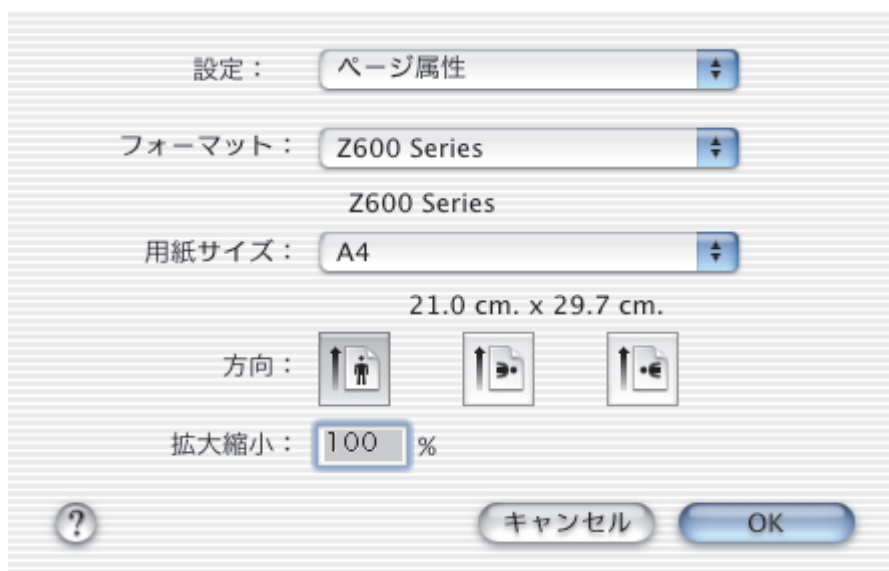 設定： ページ属性
フォーマット： Z600 Series
Z600 Series
用紙サイズ： A4
21.0 cm. x 29.7 cm.
方向：
拡大縮小： 100 %
? キャンセル OK